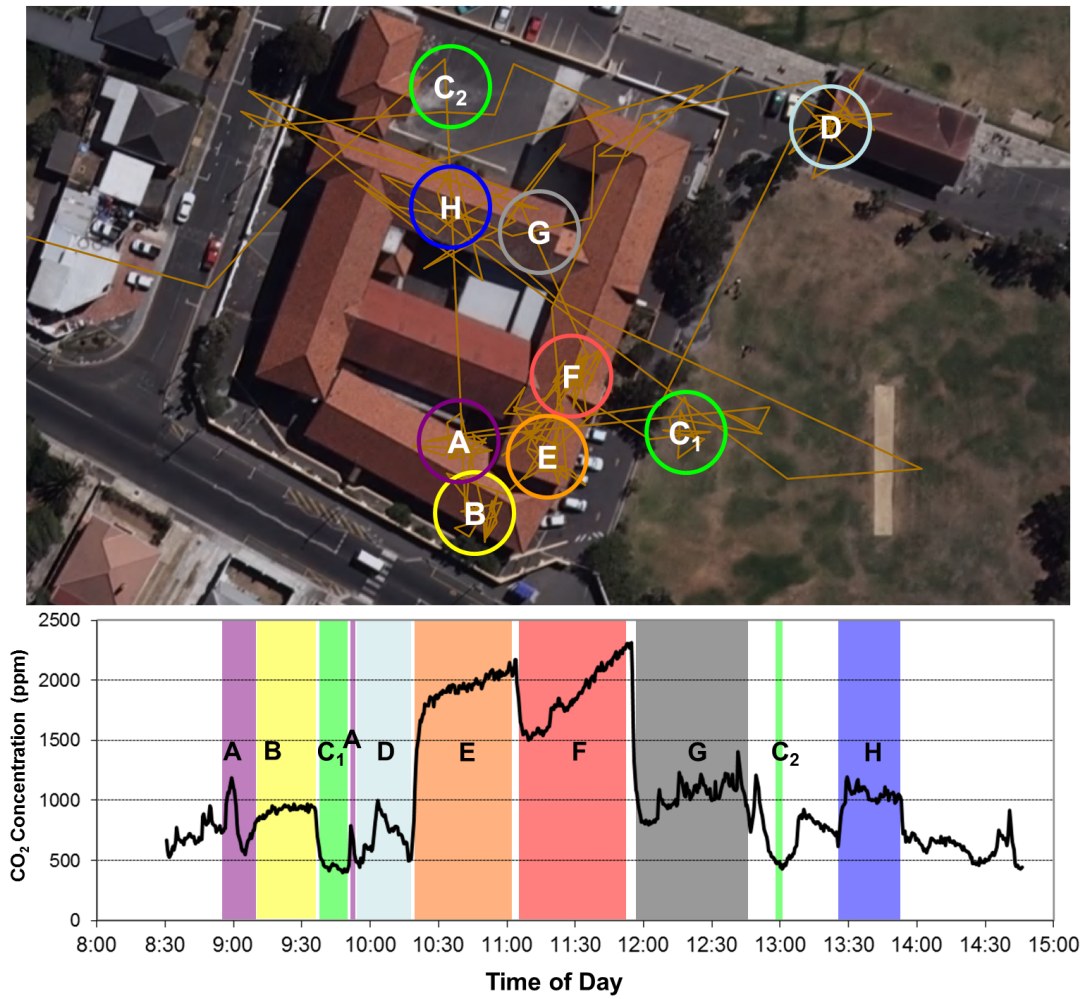 C2
D
H
G
F
C1
A
E
B
2500
2000
1500
1000
500
0
CO2 Concentration (ppm)
A B C1 A D E F G C2 H
8:00 8:30 9:00 9:30 10:00 10:30 11:00 11:30 12:00 12:30 13:00 13:30 14:00 14:30 15:00
Time of Day